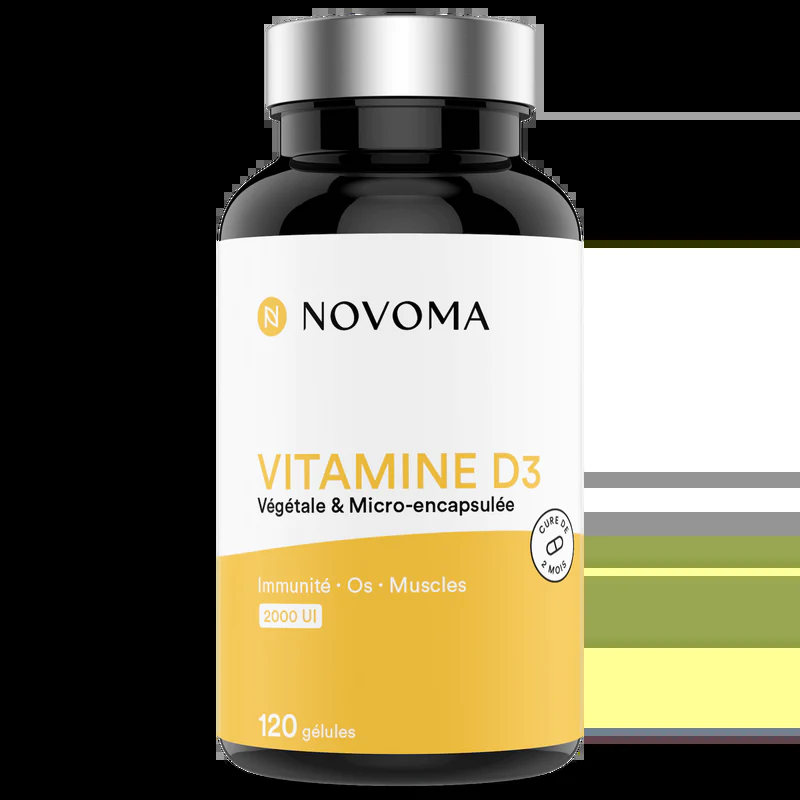 N NOVOMA
VITAMINE D3
Végétale & Micro-encapsulée
CURE DE
2 MOIS
Immunité · Os · Muscles
2000 UI
120 gélules